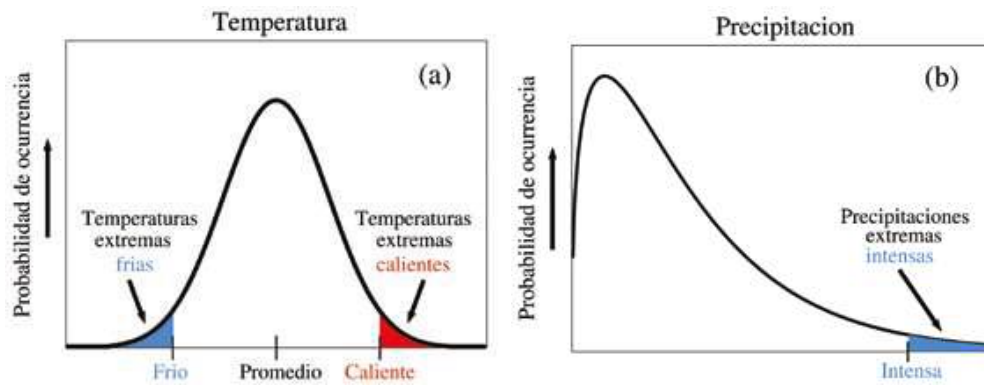 Temperatura
(a)
Probabilidad de ocurrencia
Temperaturas
extremas
frias
Temperaturas
extremas
calientes
Frio
Promedio
Caliente
Precipitacion
(b)
Probabilidad de ocurrencia
Precipitaciones
extremas
intensas
Intensa